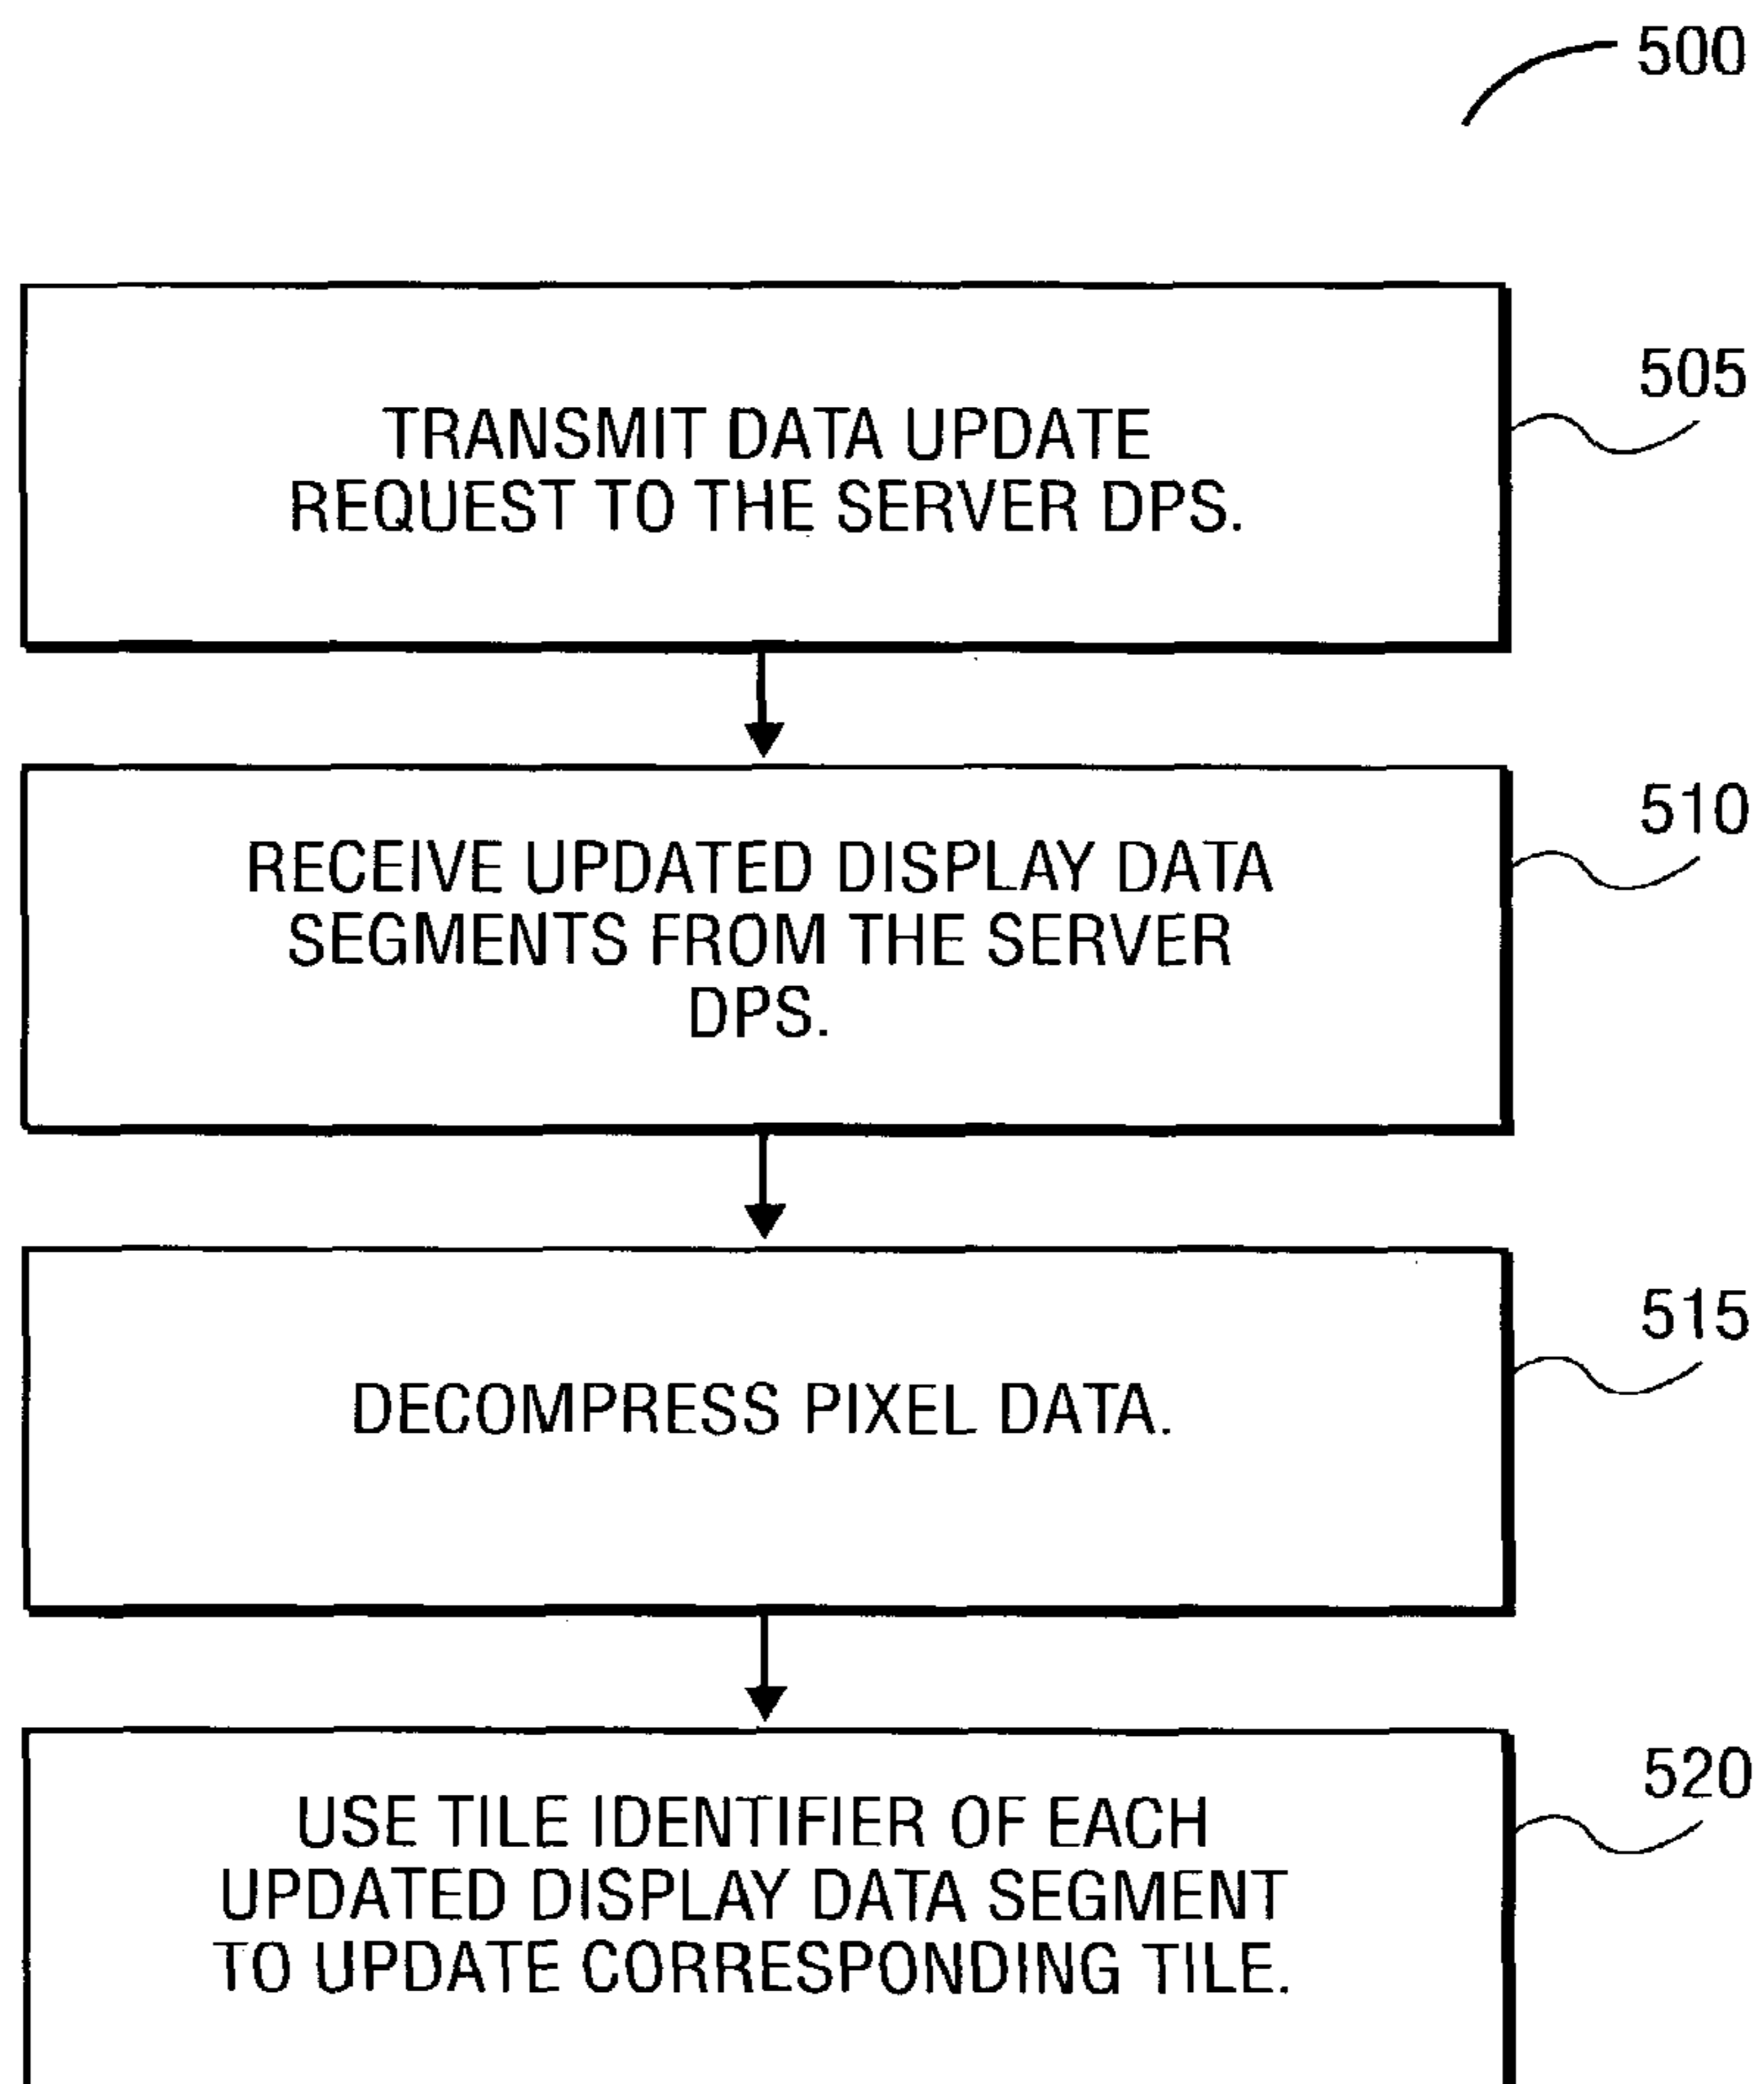 500
505
TRANSMIT DATA UPDATE
REQUEST TO THE SERVER DPS.
510
RECEIVE UPDATED DISPLAY DATA
SEGMENTS FROM THE SERVER
DPS.
515
DECOMPRESS PIXEL DATA.
520
USE TILE IDENTIFIER OF EACH
UPDATED DISPLAY DATA SEGMENT
TO UPDATE CORRESPONDING TILE.